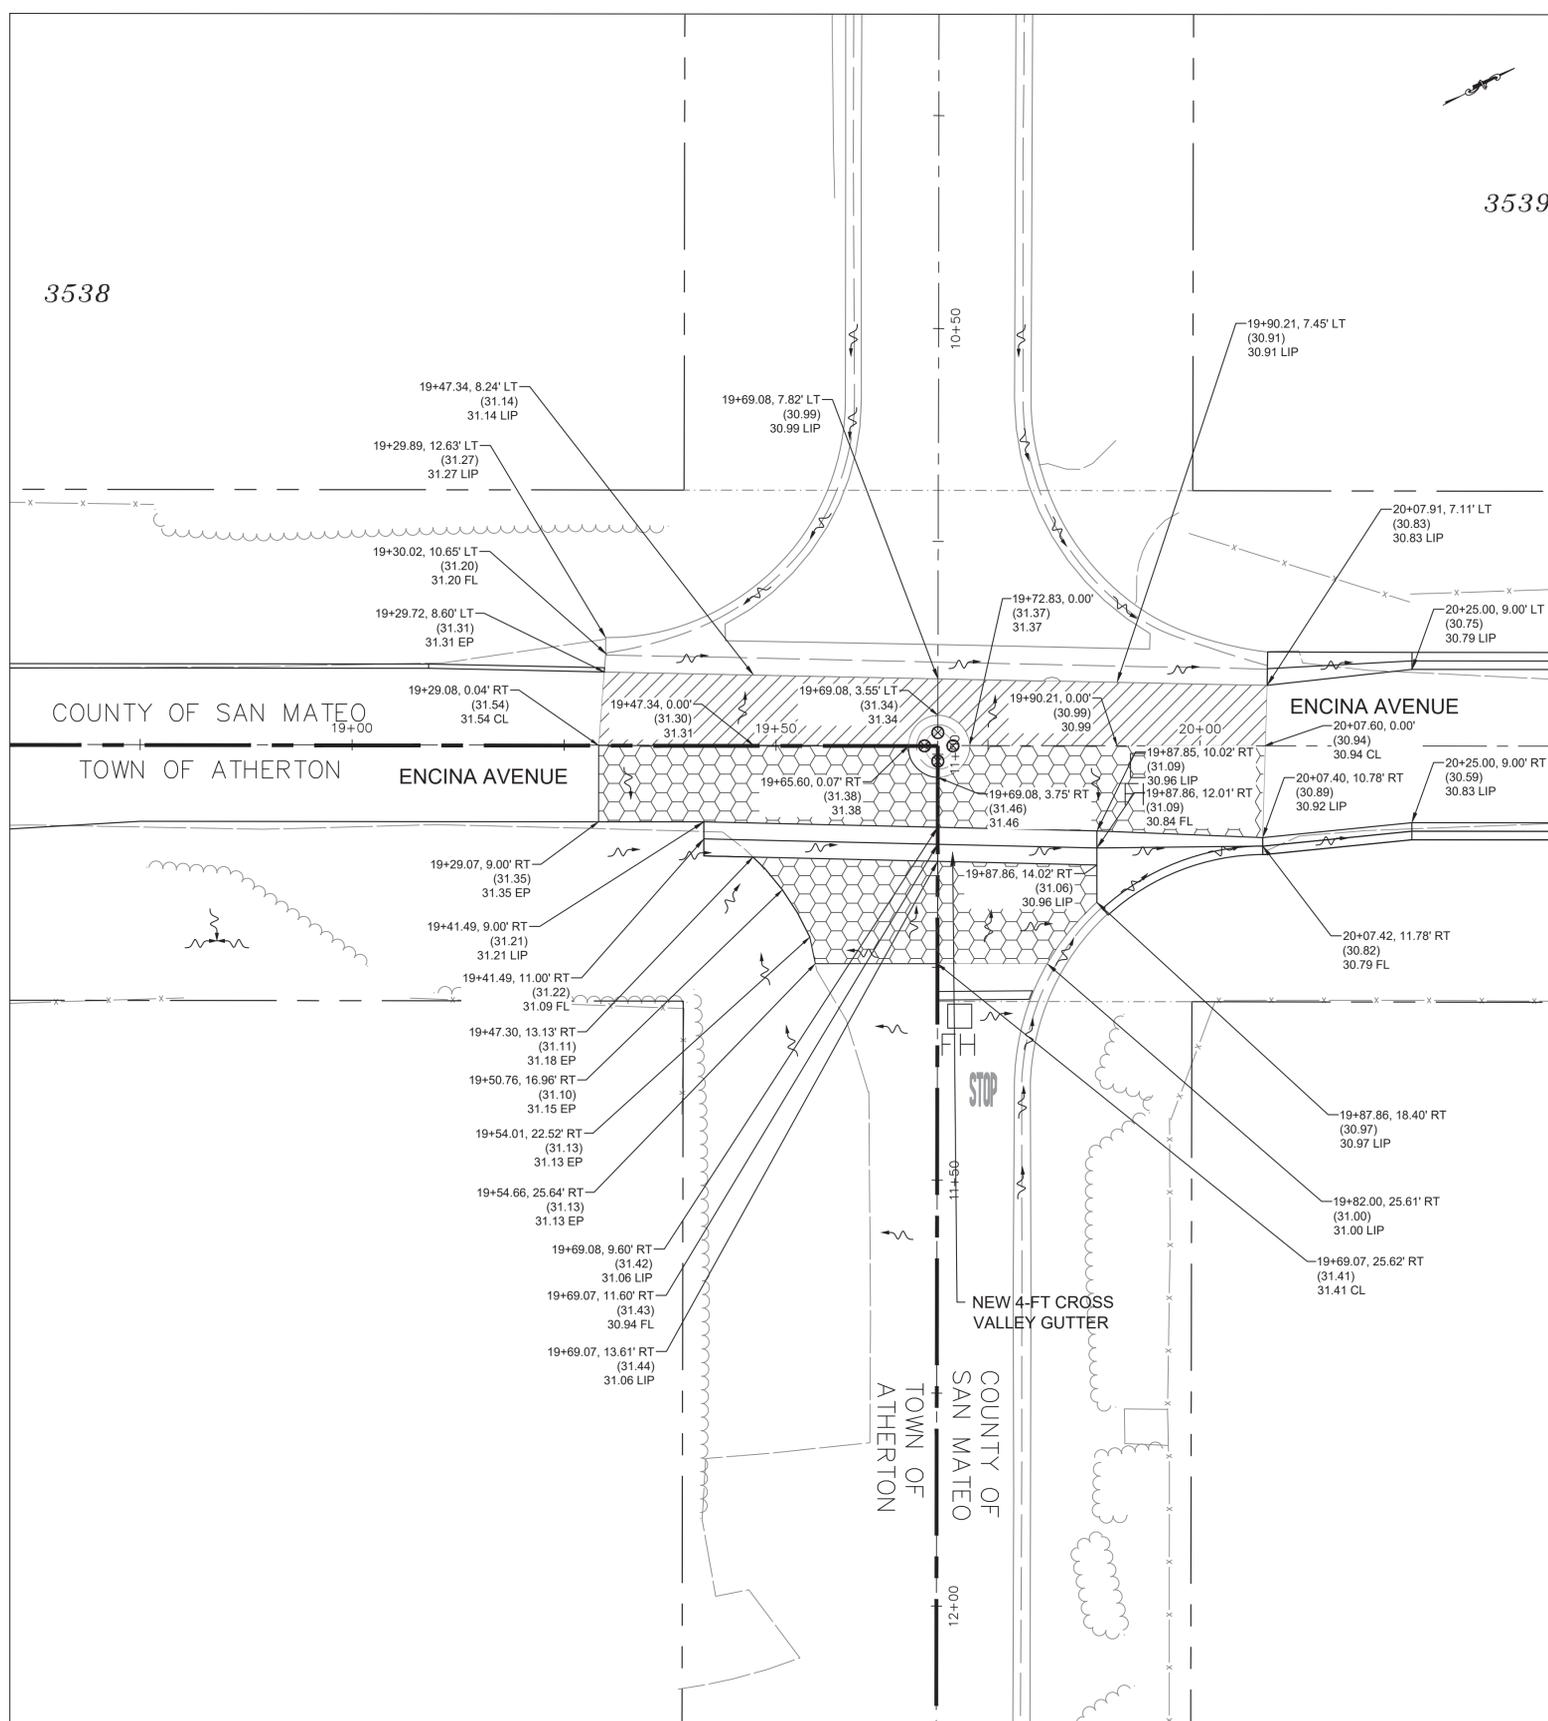 3539
3538
10+50
19+90.21, 7.45' LT
(30.91)
30.91 LIP
19+47.34, 8.24' LT
(31.14)
31.14 LIP
19+69.08, 7.82' LT
(30.99)
30.99 LIP
19+29.89, 12.63' LT
(31.27)
31.27 LIP
20+07.91, 7.11' LT
(30.83)
30.83 LIP
19+30.02, 10.65' LT
(31.20)
31.20 FL
19+72.83, 0.00'
(31.37)
31.37
20+25.00, 9.00' LT
(30.75)
30.79 LIP
19+29.72, 8.60' LT
(31.31)
31.31 EP
19+29.08, 0.04' RT
(31.54)
31.54 CL
19+47.34, 0.00'
(31.30)
31.31
19+69.08, 3.55' LT
(31.34)
31.34
19+90.21, 0.00'
(30.99)
30.99
ENCINA AVENUE
COUNTY OF SAN MATEO
19+00
19+50
20+00
11+00
20+07.60, 0.00'
(30.94)
30.94 CL
TOWN OF ATHERTON
ENCINA AVENUE
19+65.60, 0.07' RT
(31.38)
31.38
19+69.08, 3.75' RT
(31.46)
31.46
19+87.85, 10.02' RT
(31.09)
30.96 LIP
19+87.86, 12.01' RT
(31.09)
30.84 FL
20+07.40, 10.78' RT
(30.89)
30.92 LIP
20+25.00, 9.00' RT
(30.59)
30.83 LIP
19+29.07, 9.00' RT
(31.35)
31.35 EP
19+87.86, 14.02' RT
(31.06)
30.96 LIP
19+41.49, 9.00' RT
(31.21)
31.21 LIP
20+07.42, 11.78' RT
(30.82)
30.79 FL
19+41.49, 11.00' RT
(31.22)
31.09 FL
19+47.30, 13.13' RT
(31.11)
31.18 EP
FH
STOP
19+50.76, 16.96' RT
(31.10)
31.15 EP
19+87.86, 18.40' RT
(30.97)
30.97 LIP
19+54.01, 22.52' RT
(31.13)
31.13 EP
11+50
19+54.66, 25.64' RT
(31.13)
31.13 EP
19+82.00, 25.61' RT
(31.00)
31.00 LIP
19+69.08, 9.60' RT
(31.42)
31.06 LIP
19+69.07, 25.62' RT
(31.41)
31.41 CL
19+69.07, 11.60' RT
(31.43)
30.94 FL
NEW 4-FT CROSS
VALLEY GUTTER
19+69.07, 13.61' RT
(31.44)
31.06 LIP
COUNTY OF
SAN MATEO
TOWN OF
ATHERTON
12+00